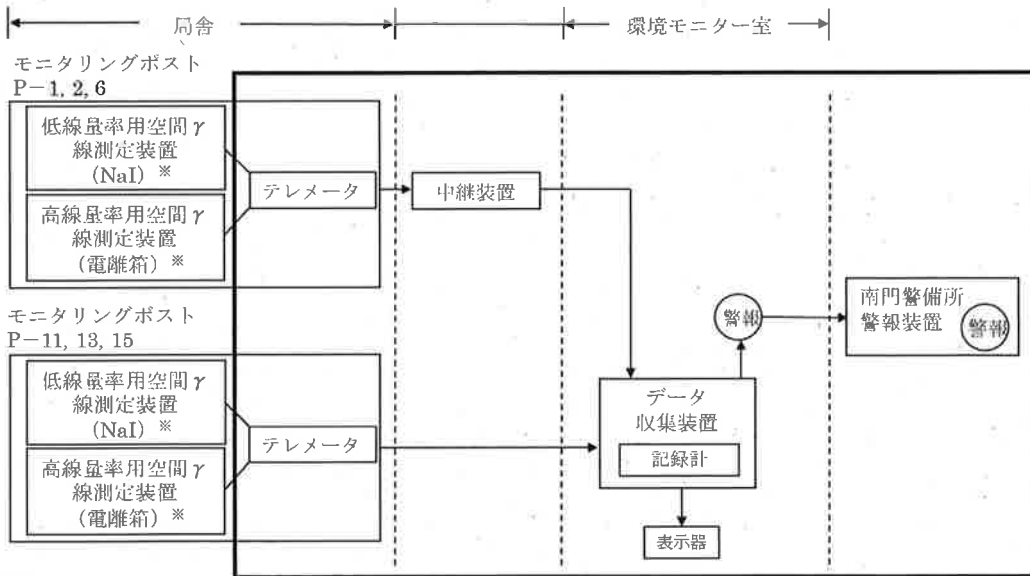 局舎
環境モニター室
モニタリングポスト
P-1, 2, 6
低線量率用空間γ
線測定装置
(NaI)※
高線量率用空間γ
線測定装置
(電離箱)※
テレメータ
中継装置
モニタリングポスト
P-11, 13, 15
低線量率用空間γ
線測定装置
(NaI)※
高線量率用空間γ
線測定装置
(電離箱)※
テレメータ
データ
収集装置
記録計
表示器
警報
南門警備所
警報装置
警報